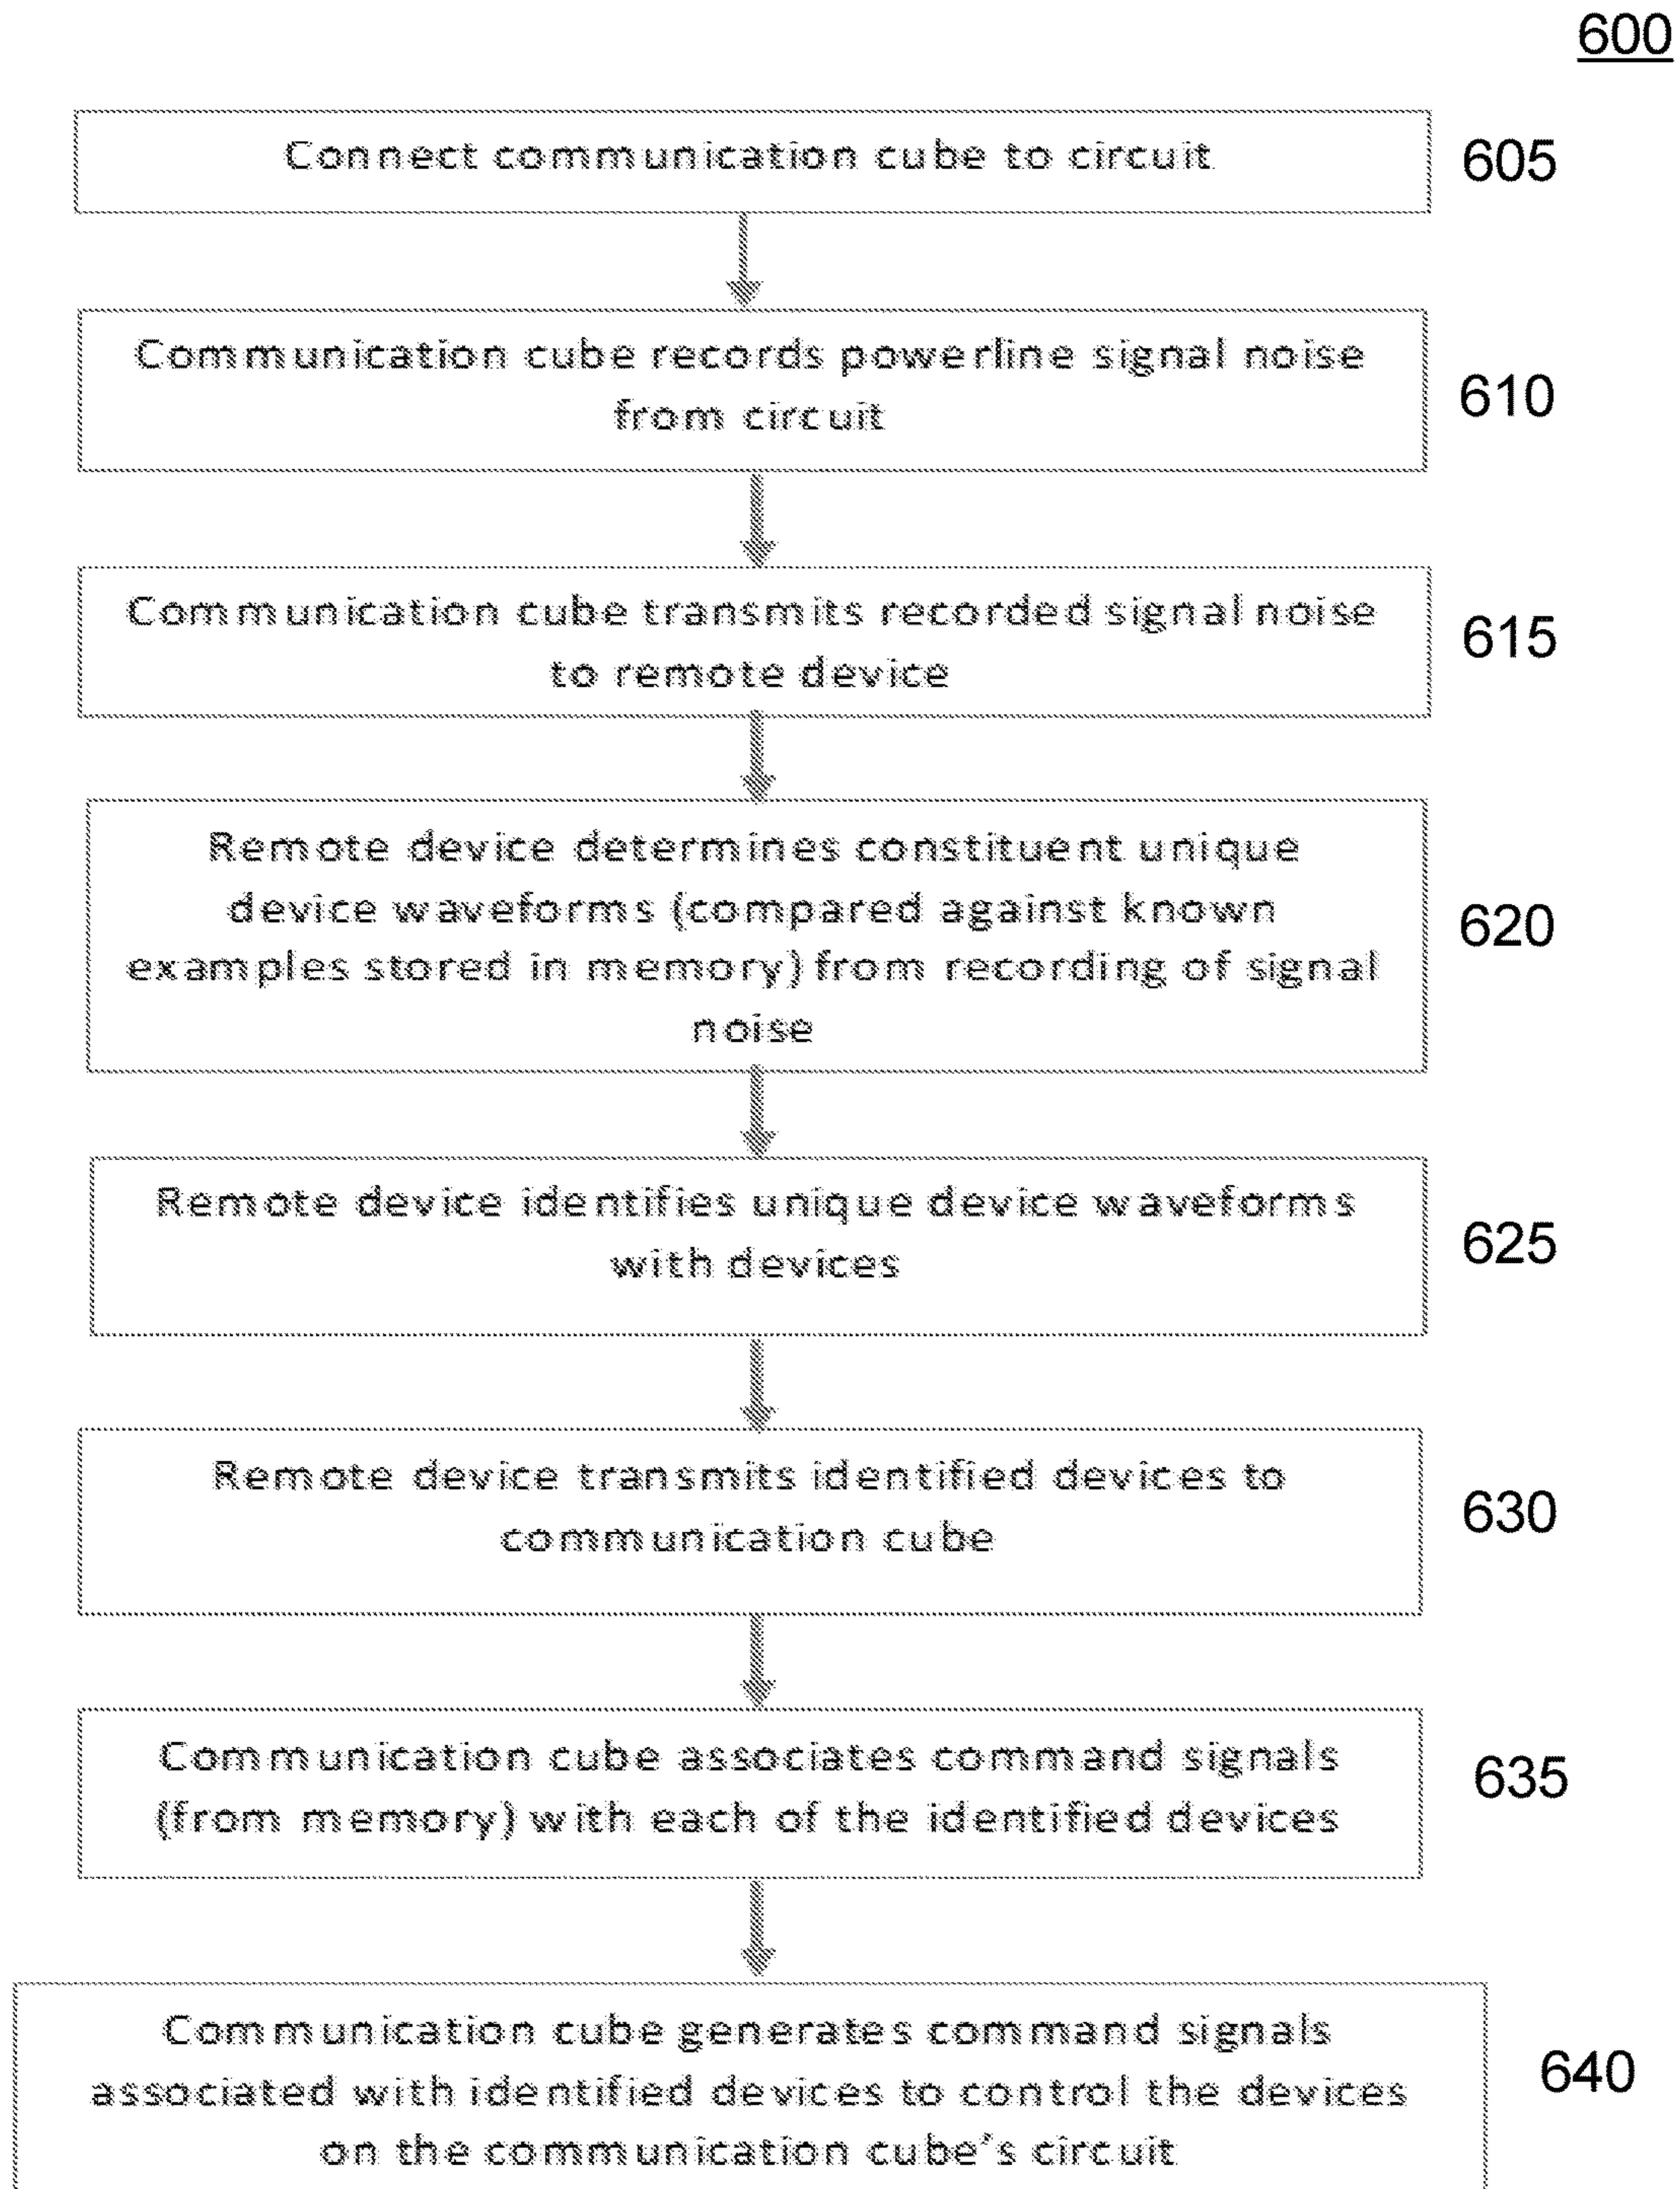 600
Connect communication cube to circuit
605
Communication cube records powerline signal noise
from circuit
610
Communication cube transmits recorded signal noise
to remote device
615
Remote device determines constituent unique
device waveforms (compared against known
examples stored in memory) from recording of signal
noise
620
Remote device identifies unique device waveforms
with devices
625
Remote device transmits identified devices to
communication cube
630
Communication cube associates command signals
(from memory) with each of the identified devices
635
Communication cube generates command signals
associated with identified devices to control the devices
on the communication cube's circuit
640